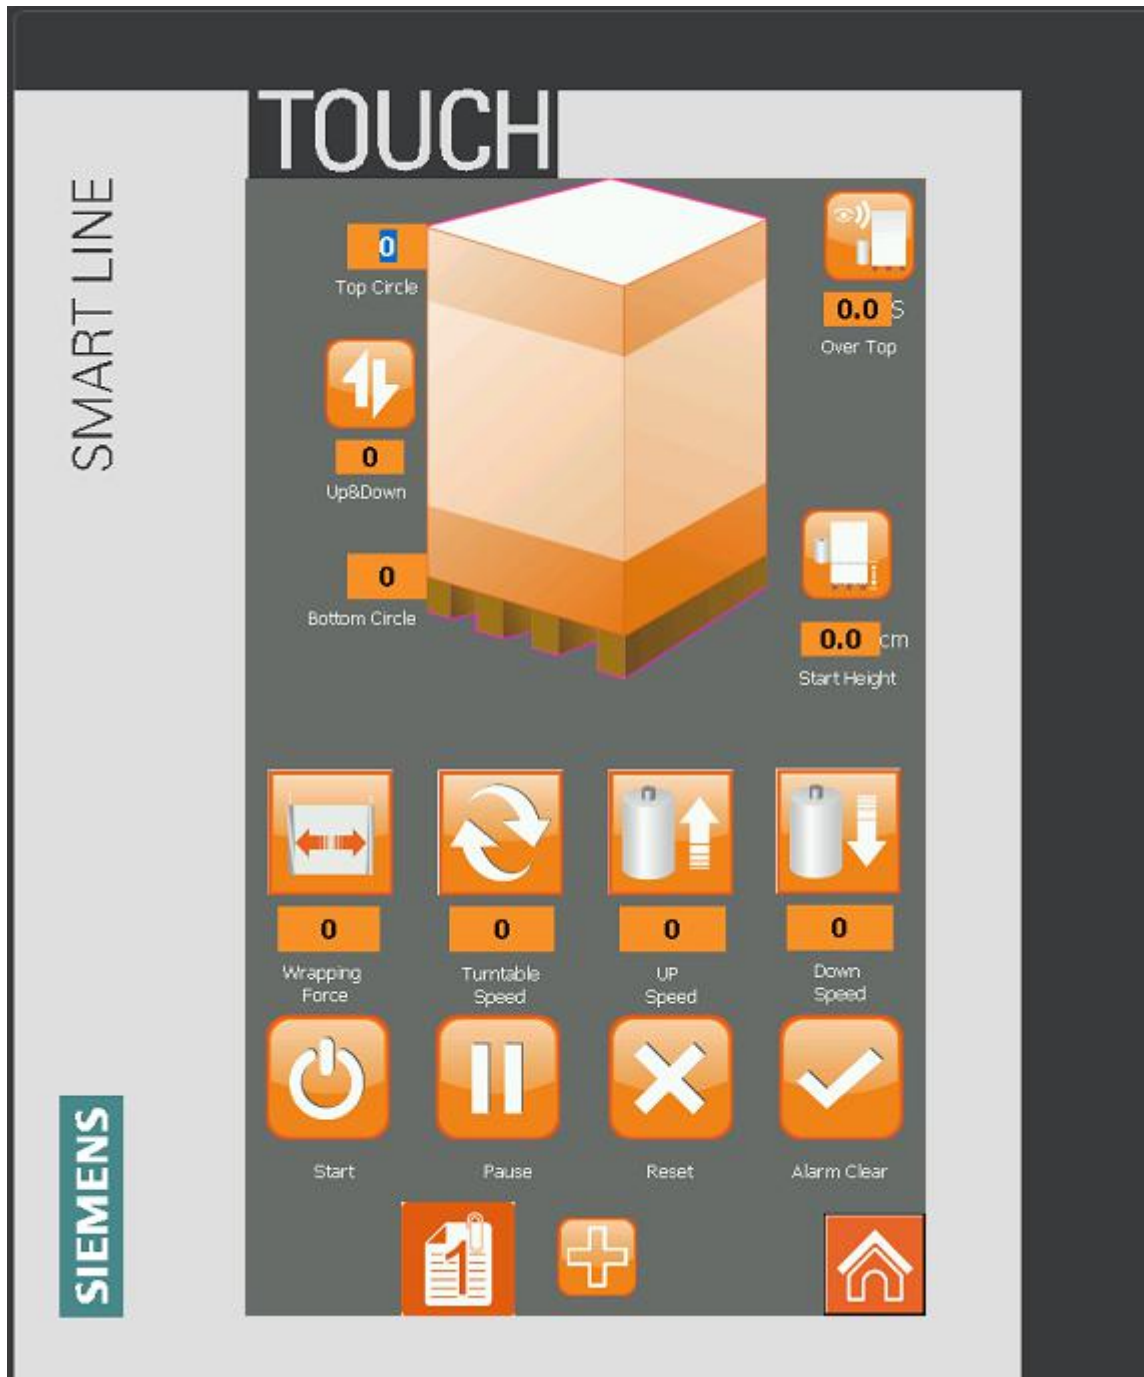 TOUCH
SMART LINE
0
Top Circle
0.0 S
Over Top
0
Up&Down
0
Bottom Circle
0.0 cm
Start Height
0
0
0
0
Wrapping
Force
Turntable
Speed
UP
Speed
Down
Speed
Start
Pause
Reset
Alarm Clear
1
SIEMENS